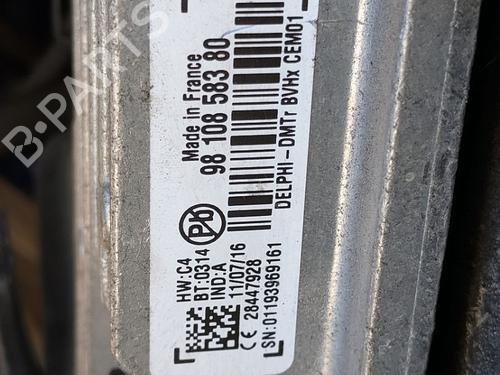 Made in France
98 108 583 80
DELPHI-DMTr BVHx CEM01
Pb
HW:C4
BT:0314
IND:A
11/07/16
CE 28447928
SN:01193969161
B-PARTS